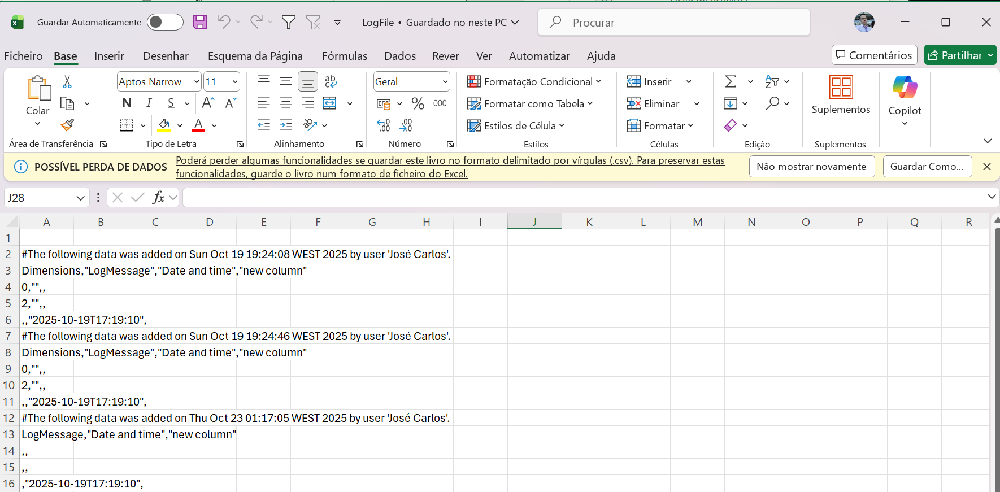 Guardar Automaticamente
LogFile • Guardado no neste PC
Procurar
Ficheiro Base Inserir Desenhar Esquema da Página Fórmulas Dados Rever Ver Automatizar Ajuda
Comentários Partilhar
Colar
Aptos Narrow 11
N I S A A
ab c
Geral
% 000
Formatação Condicional
Formatar como Tabela
Estilos de Célula
Inserir
Eliminar
Formatar
Suplementos
Copilot
Área de Transferência Tipo de Letra Alinhamento Número Estilos Células Edição Suplementos
POSSÍVEL PERDA DE DADOS
Poderá perder algumas funcionalidades se guardar este livro no formato delimitado por vírgulas (.csv). Para preservar estas
funcionalidades, guarde o livro num formato de ficheiro do Excel.
Não mostrar novamente
Guardar Como...
J28
fx
A B C D E F G H I J K L M N O P Q R
1
2 #The following data was added on Sun Oct 19 19:24:08 WEST 2025 by user 'José Carlos'.
3 Dimensions,"LogMessage","Date and time","new column"
4 0,"",,
5 2,"",,
6 ,,"2025-10-19T17:19:10",
7 #The following data was added on Sun Oct 19 19:24:46 WEST 2025 by user 'José Carlos'.
8 Dimensions,"LogMessage","Date and time","new column"
9 0,"",,
10 2,"",,
11 ,,"2025-10-19T17:19:10",
12 #The following data was added on Thu Oct 23 01:17:05 WEST 2025 by user 'José Carlos'.
13 LogMessage,"Date and time","new column"
14 ,,
15 ,,
16 ,"2025-10-19T17:19:10",